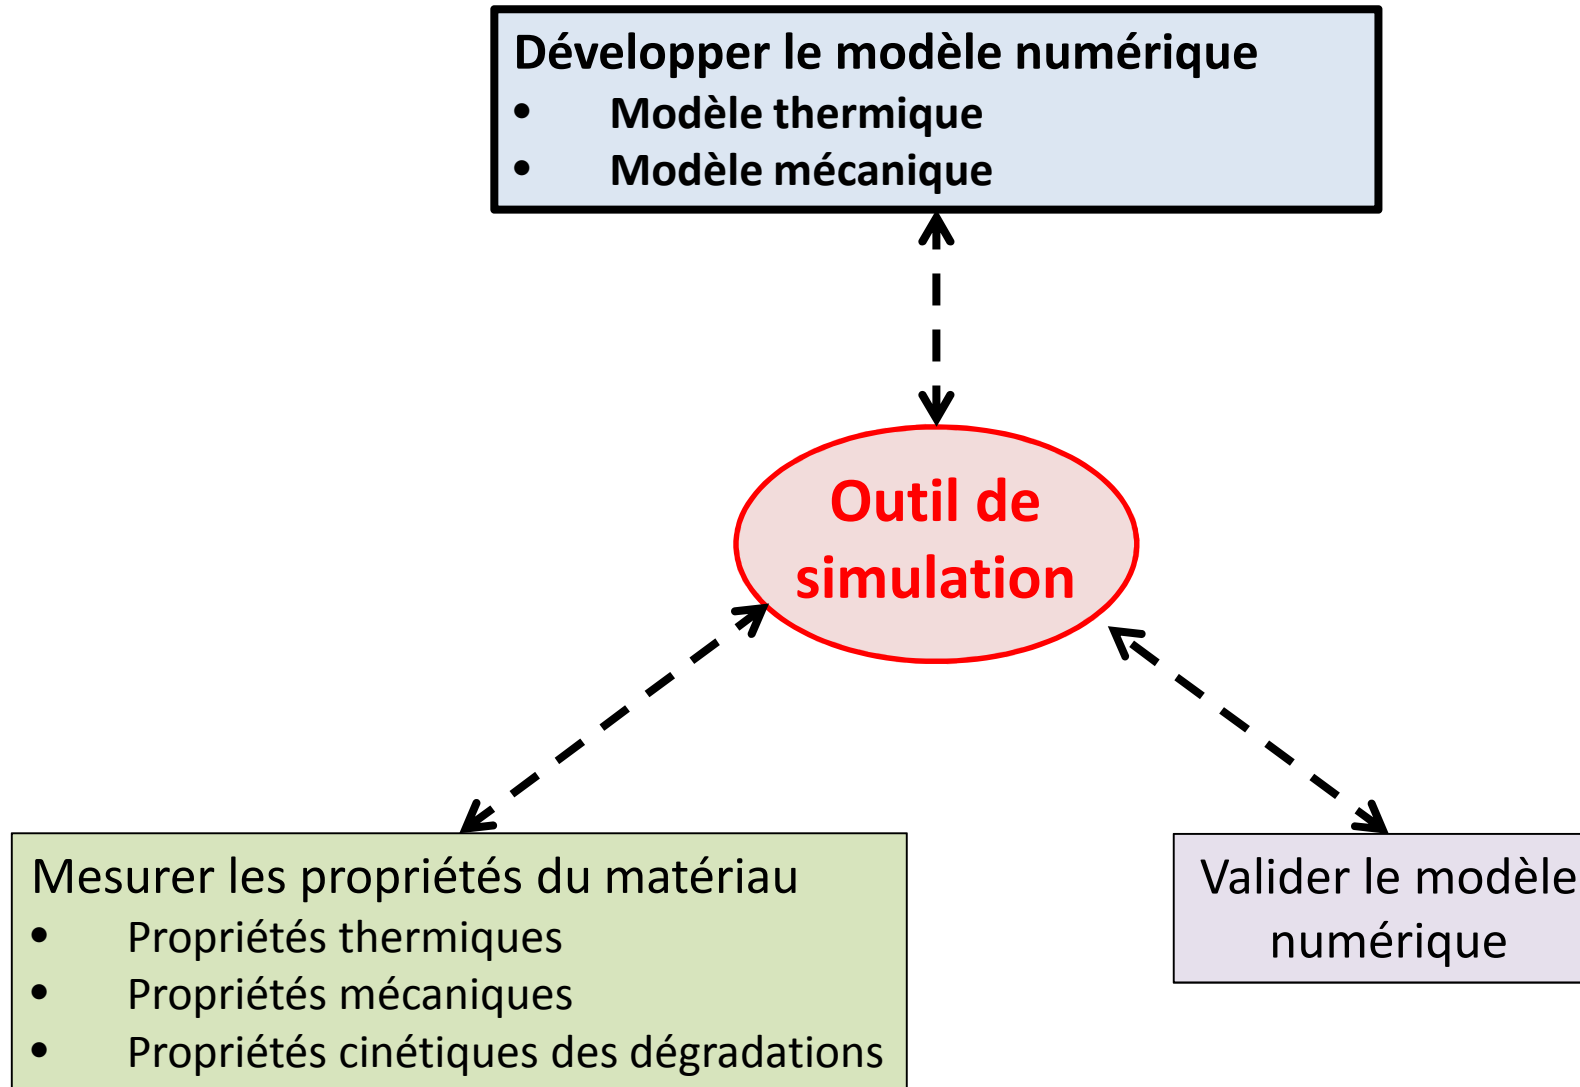 Développer le modèle numérique
• Modèle thermique
• Modèle mécanique
Outil de
simulation
Mesurer les propriétés du matériau
• Propriétés thermiques
• Propriétés mécaniques
• Propriétés cinétiques des dégradations
Valider le modèle
numérique